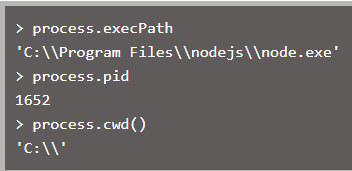 > process.execPath
'C:\\Program Files\\nodejs\\node.exe'
> process.pid
1652
> process.cwd()
'C:\\'